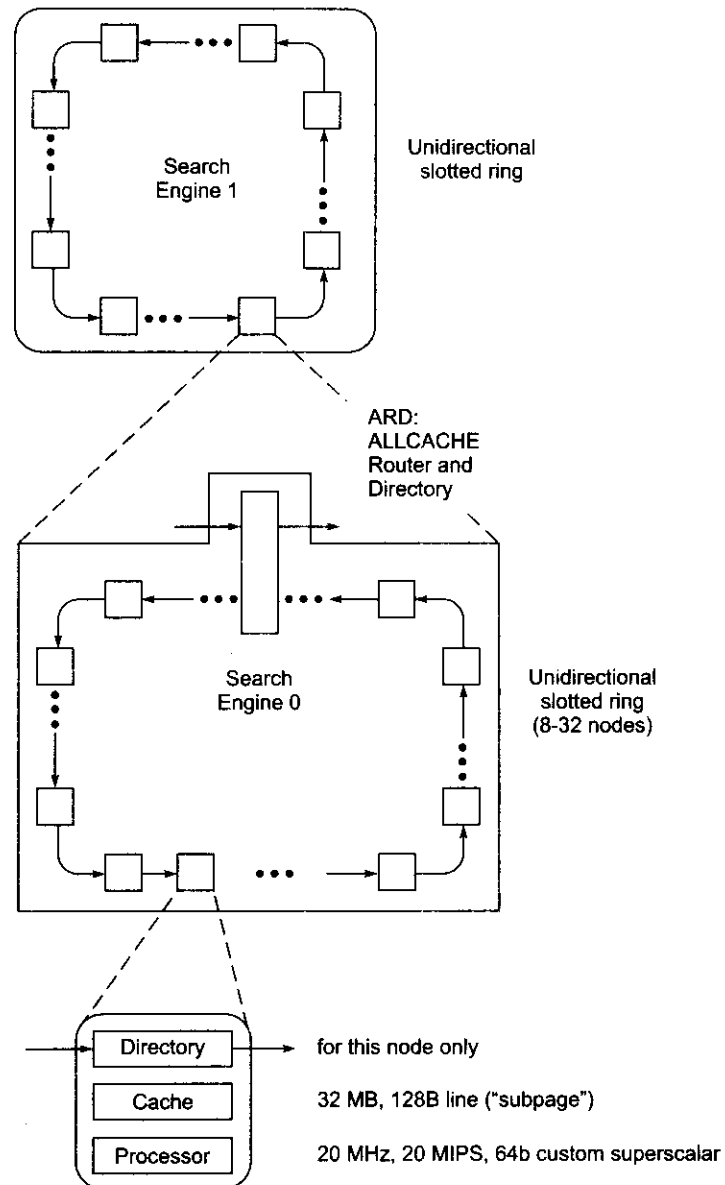 Search
Engine 1
Unidirectional
slotted ring
ARD:
ALLCACHE
Router and
Directory
Search
Engine 0
Unidirectional
slotted ring
(8-32 nodes)
Directory
for this node only
Cache
32 MB, 128B line ("subpage")
Processor
20 MHz, 20 MIPS, 64b custom superscalar